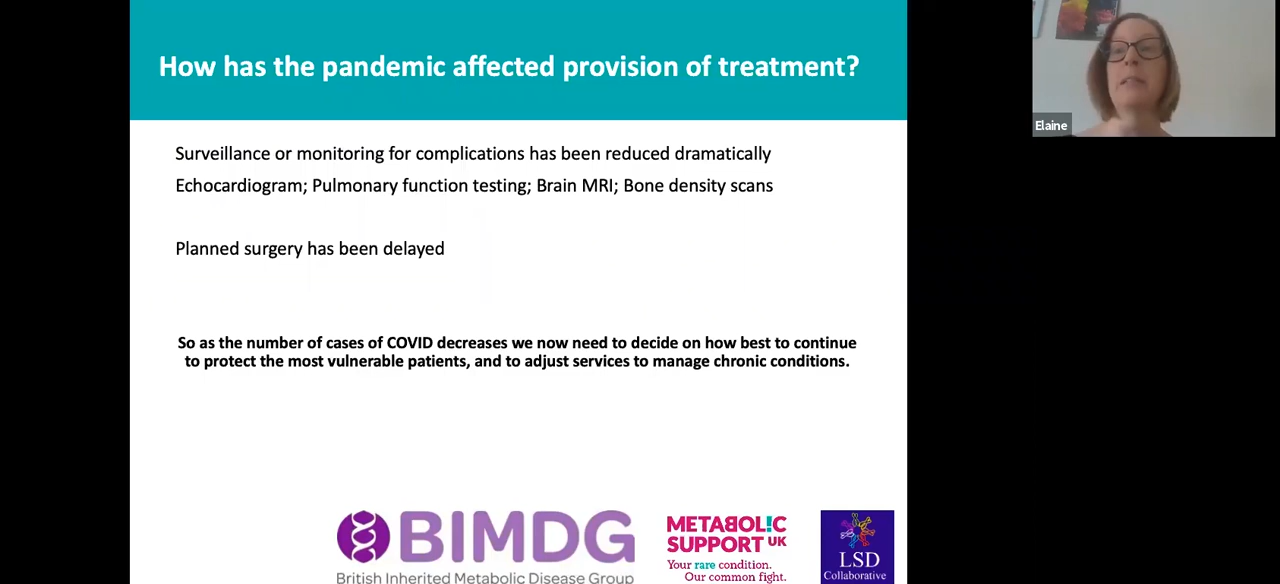 How has the pandemic affected provision of treatment?
Elaine
Surveillance or monitoring for complications has been reduced dramatically
Echocardiogram; Pulmonary function testing; Brain MRI; Bone density scans
Planned surgery has been delayed
So as the number of cases of COVID decreases we now need to decide on how best to continue
to protect the most vulnerable patients, and to adjust services to manage chronic conditions.
BIMDG
British Inherited Metabolic Disease Group
METABOL!C
SUPPORT UK
Your rare condition.
Our common fight.
LSD
Collaborative